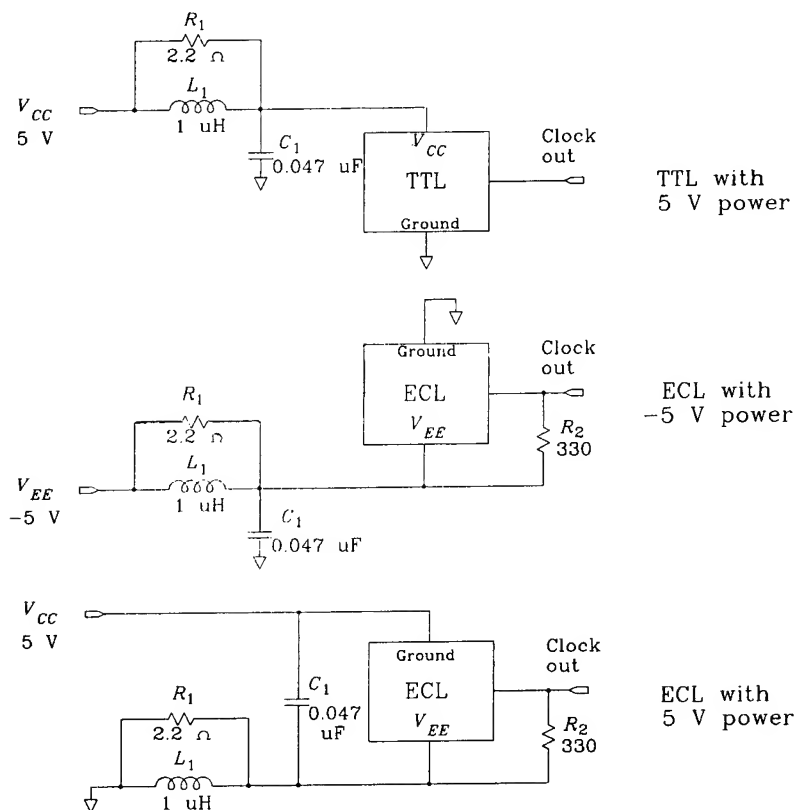 R1
2.2 Ω
L1
1 uH
VCC
5 V
C1
0.047 uF
VCC
TTL
Ground
Clock
out
TTL with
5 V power
Ground
ECL
VEE
Clock
out
R2
330
ECL with
-5 V power
R1
2.2 Ω
L1
1 uH
VEE
-5 V
C1
0.047 uF
VCC
5 V
C1
0.047
uF
Ground
ECL
VEE
Clock
out
R2
330
ECL with
5 V power
R1
2.2 Ω
L1
1 uH